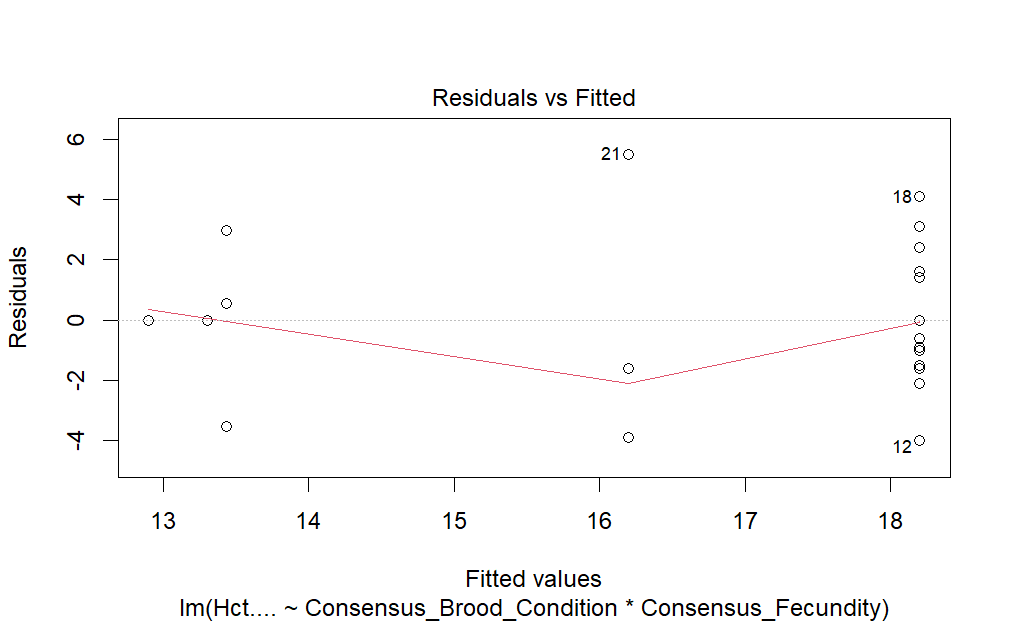 Residuals vs Fitted
Residuals
6
4
2
0
-2
-4
21
18
12
13 14 15 16 17 18
Fitted values
lm(Hct.... ~ Consensus_Brood_Condition * Consensus_Fecundity)